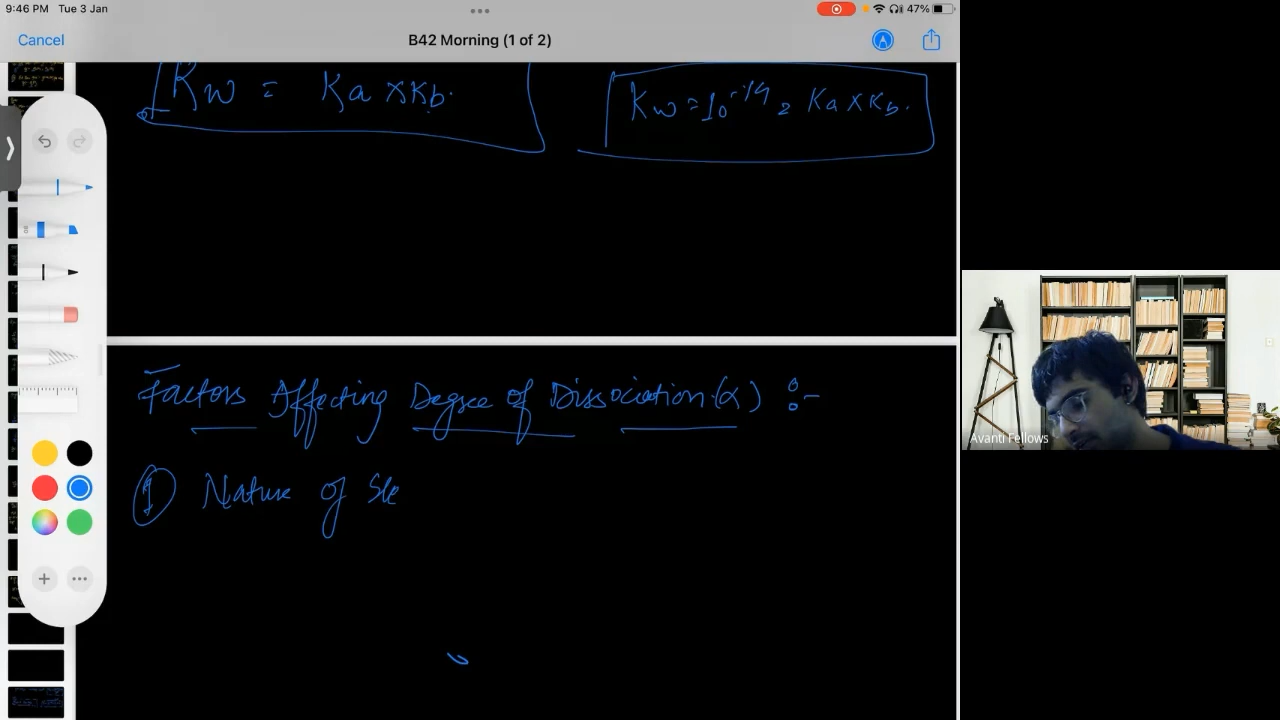 9:46 PM Tue 3 Jan
47%
Cancel
B42 Morning (1 of 2)
Kw = Ka x Kb.
Kw = 10^-14 = Ka x Kb.
Factors Affecting Degree of Dissociation (α) :-
① Nature of
Avanti Fellows